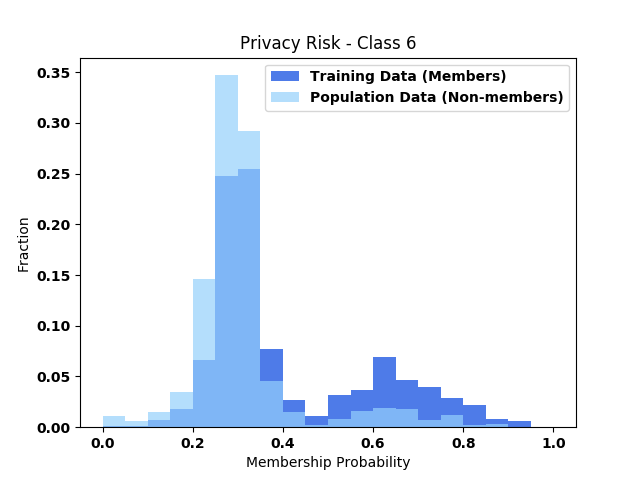 Privacy Risk - Class 6
Training Data (Members)
Population Data (Non-members)
0.35
0.30
0.25
0.20
0.15
0.10
0.05
0.00
Fraction
0.0 0.2 0.4 0.6 0.8 1.0
Membership Probability